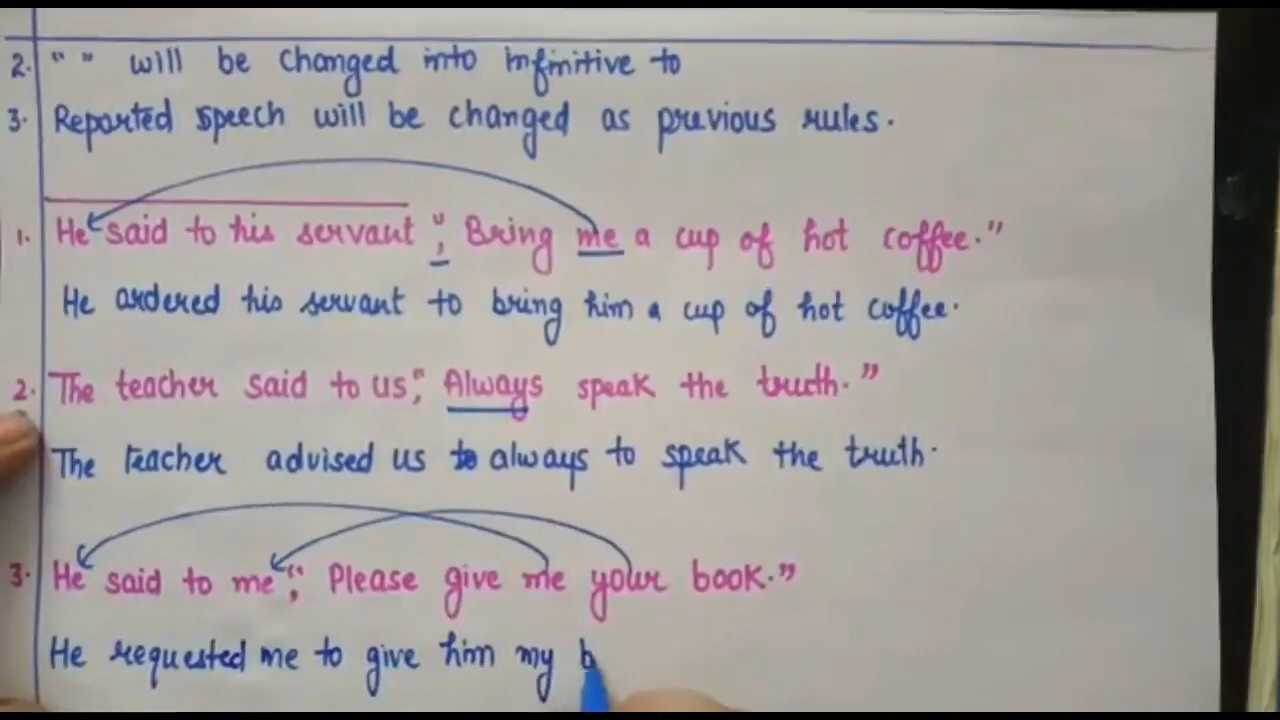 2. “ ” will be changed into infinitive to
3. Reported speech will be changed as previous rules.
1. He said to his servant “, Bring me a cup of hot coffee.”
He ordered his servant to bring him a cup of hot coffee.
2. The teacher said to us,“ Always speak the truth.”
The teacher advised us to always to speak the truth.
3. He said to me “, Please give me your book.”
He requested me to give him my b